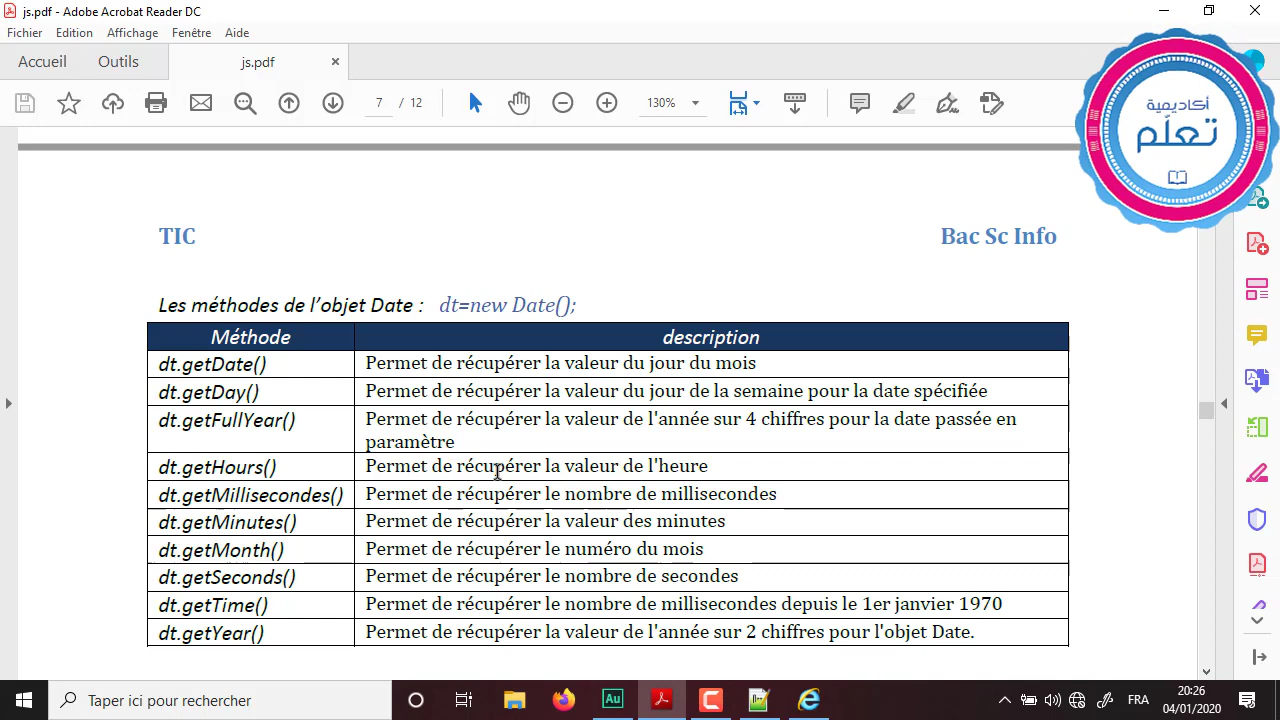 js.pdf - Adobe Acrobat Reader DC
Fichier Edition Affichage Fenêtre Aide
Accueil Outils js.pdf
7 / 12 130%
أكاديمية
تعلّم
TIC Bac Sc Info
Les méthodes de l’objet Date : dt=new Date();
Méthode description
dt.getDate() Permet de récupérer la valeur du jour du mois
dt.getDay() Permet de récupérer la valeur du jour de la semaine pour la date spécifiée
dt.getFullYear() Permet de récupérer la valeur de l'année sur 4 chiffres pour la date passée en
paramètre
dt.getHours() Permet de récupérer la valeur de l'heure
dt.getMillisecondes() Permet de récupérer le nombre de millisecondes
dt.getMinutes() Permet de récupérer la valeur des minutes
dt.getMonth() Permet de récupérer le numéro du mois
dt.getSeconds() Permet de récupérer le nombre de secondes
dt.getTime() Permet de récupérer le nombre de millisecondes depuis le 1er janvier 1970
dt.getYear() Permet de récupérer la valeur de l'année sur 2 chiffres pour l'objet Date.
Taper ici pour rechercher Au FRA 20:26
04/01/2020